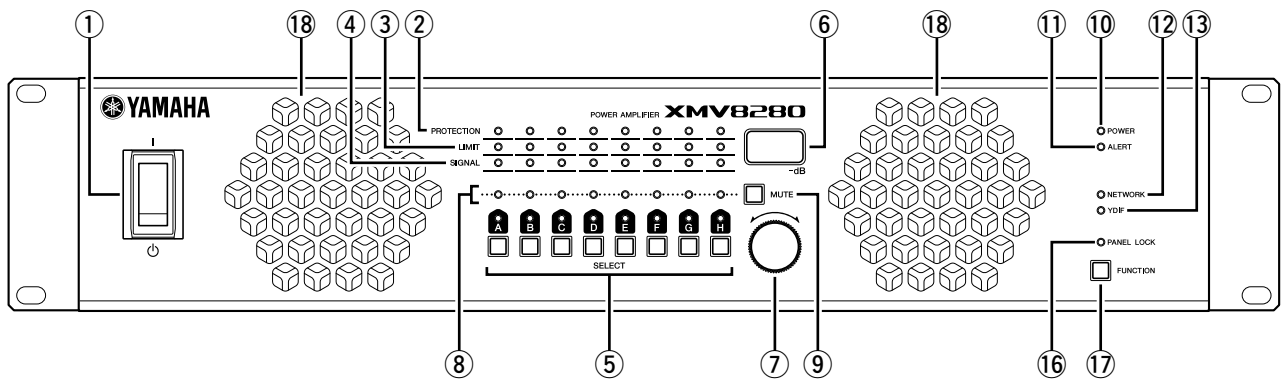 ① ⑱ ④ ③ ② ⑥ ⑱ ⑪ ⑩ ⑫ ⑬
YAMAHA
POWER AMPLIFIER XMV8280
PROTECTION
LIMIT
SIGNAL
-dB
MUTE
A B C D E F G H
SELECT
POWER
ALERT
NETWORK
YDIF
PANEL LOCK
FUNCTION
⑧ ⑤ ⑦ ⑨ ⑯ ⑰